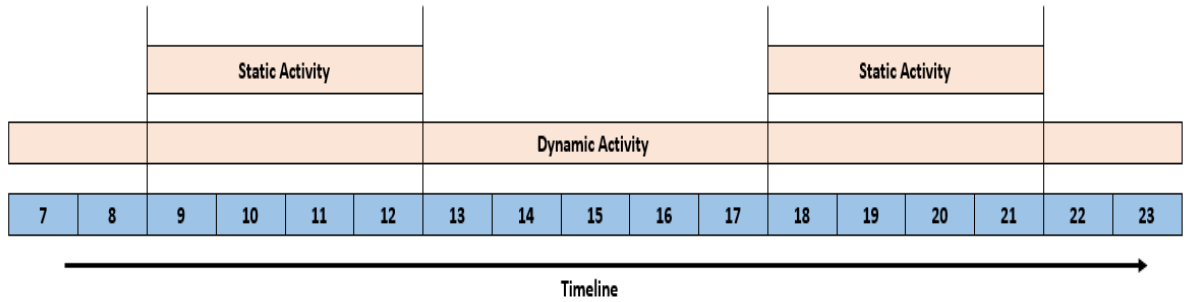 Static Activity Static Activity
Dynamic Activity
7 8 9 10 11 12 13 14 15 16 17 18 19 20 21 22 23
Timeline